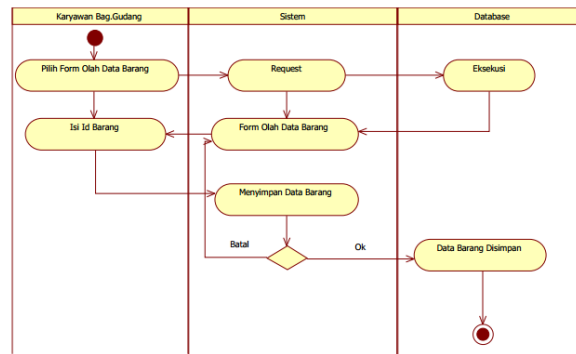 Karyawan Bag.Gudang
Sistem
Database
Pilih Form Olah Data Barang
Request
Eksekusi
Isi Id Barang
Form Olah Data Barang
Menyimpan Data Barang
Batal
Ok
Data Barang Disimpan